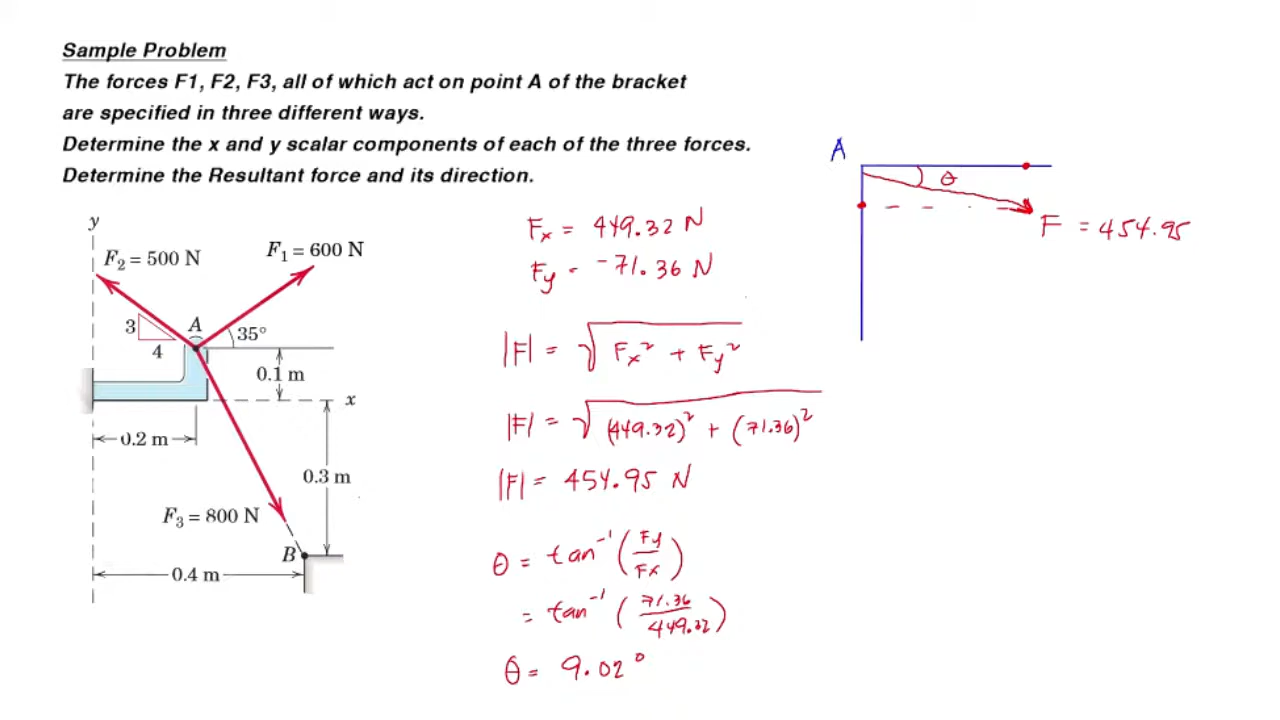 Sample Problem
The forces F1, F2, F3, all of which act on point A of the bracket
are specified in three different ways.
Determine the x and y scalar components of each of the three forces.
Determine the Resultant force and its direction.
y
F₂ = 500 N
F₁ = 600 N
3
4
A
35°
0.1 m
x
0.2 m
0.3 m
F₃ = 800 N
B
0.4 m
Fx = 449.32 N
Fy = -71.36 N
|F| = √Fx² + Fy²
|F| = √(449.32)² + (71.36)²
|F| = 454.95 N
θ = tan⁻¹ (Fy/Fx)
= tan⁻¹ (71.36/449.32)
θ = 9.02°
A
θ
F = 454.95